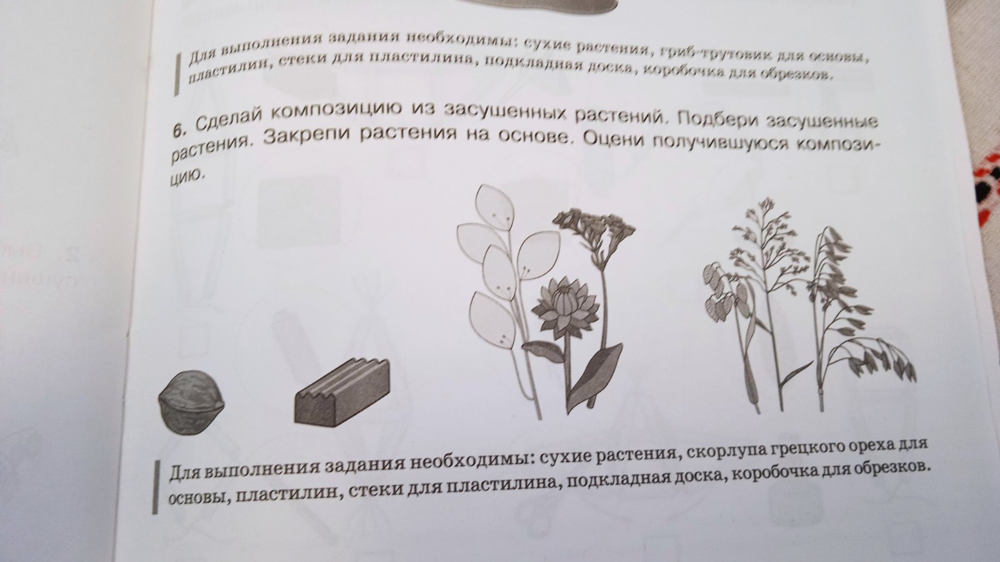 Для выполнения задания необходимы: сухие растения, гриб-трутовик для основы,
пластилин, стеки для пластилина, подкладная доска, коробочка для обрезков.
6. Сделай композицию из засушенных растений. Подбери засушенные
растения. Закрепи растения на основе. Оцени получившуюся компози-
цию.
Для выполнения задания необходимы: сухие растения, скорлупа грецкого ореха для
основы, пластилин, стеки для пластилина, подкладная доска, коробочка для обрезков.